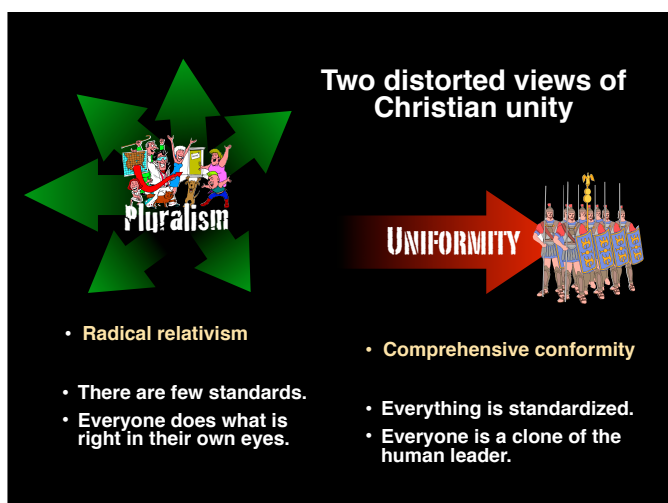 Two distorted views of
Christian unity
Pluralism
UNIFORMITY
• Radical relativism
• There are few standards.
• Everyone does what is
right in their own eyes.
• Comprehensive conformity
• Everything is standardized.
• Everyone is a clone of the
human leader.